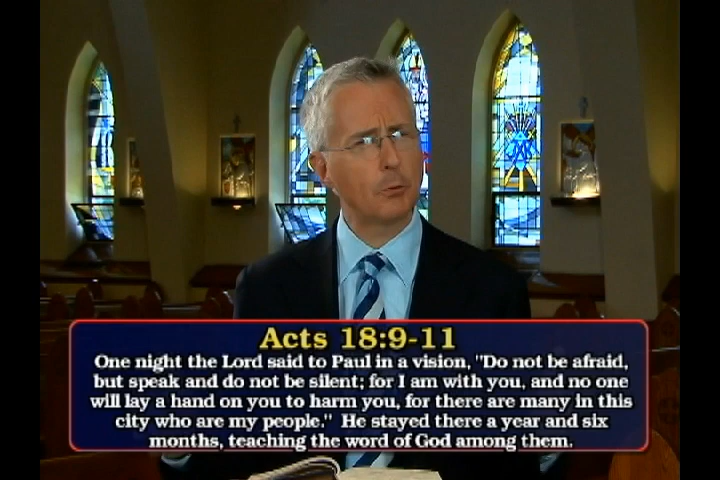 Acts 18:9-11
One night the Lord said to Paul in a vision, "Do not be afraid,
but speak and do not be silent; for I am with you, and no one
will lay a hand on you to harm you, for there are many in this
city who are my people." He stayed there a year and six
months, teaching the word of God among them.